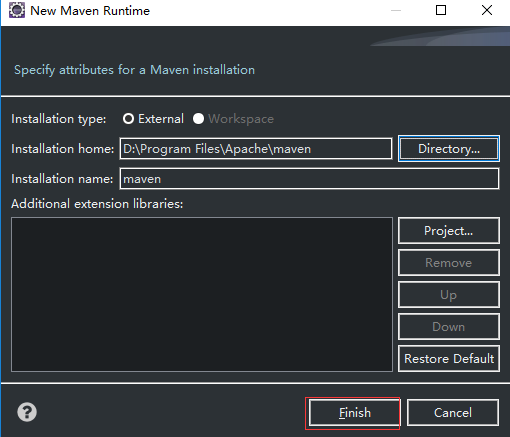 New Maven Runtime
Specify attributes for a Maven installation
Installation type: External Workspace
Installation home: D:\Program Files\Apache\maven Directory...
Installation name: maven
Additional extension libraries:
Project...
Remove
Up
Down
Restore Default
? Finish Cancel